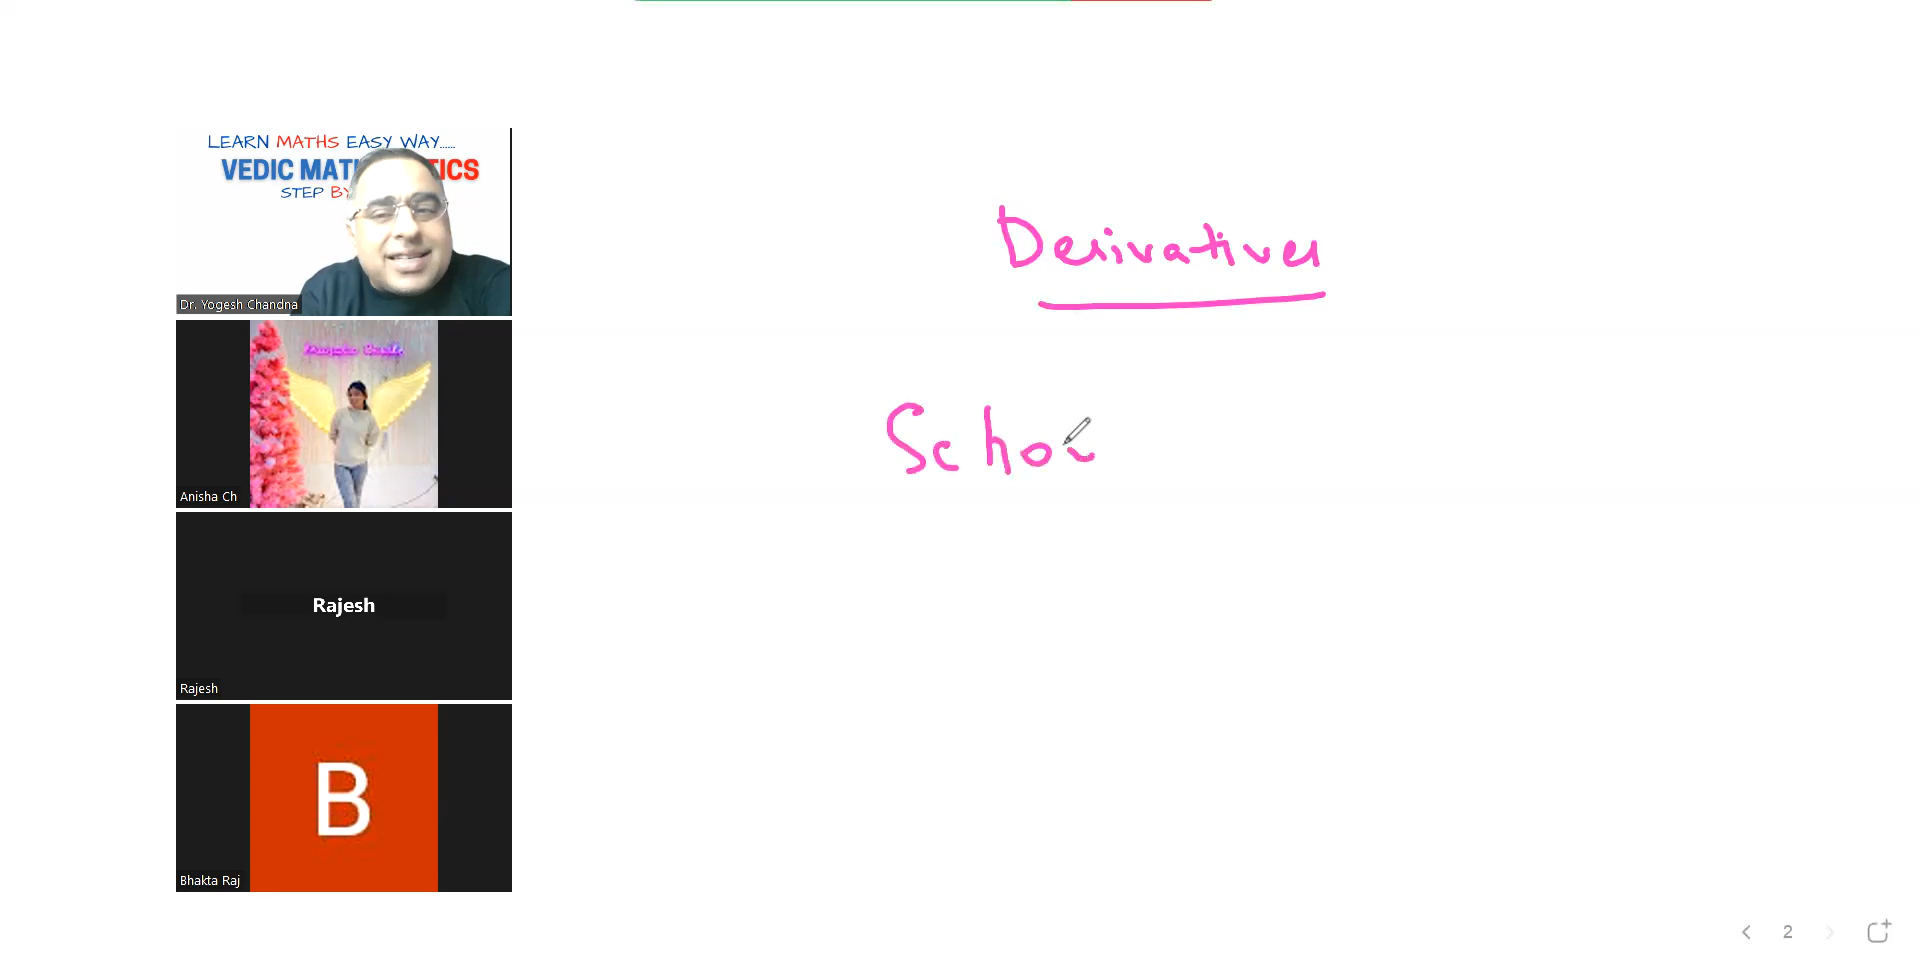 LEARN MATHS EASY WAY......
VEDIC MAT TICS
STEP BY
Dr. Yogesh Chandna
Anisha Ch
Rajesh
Rajesh
B
Bhakta Raj
Derivatives
Scho
2